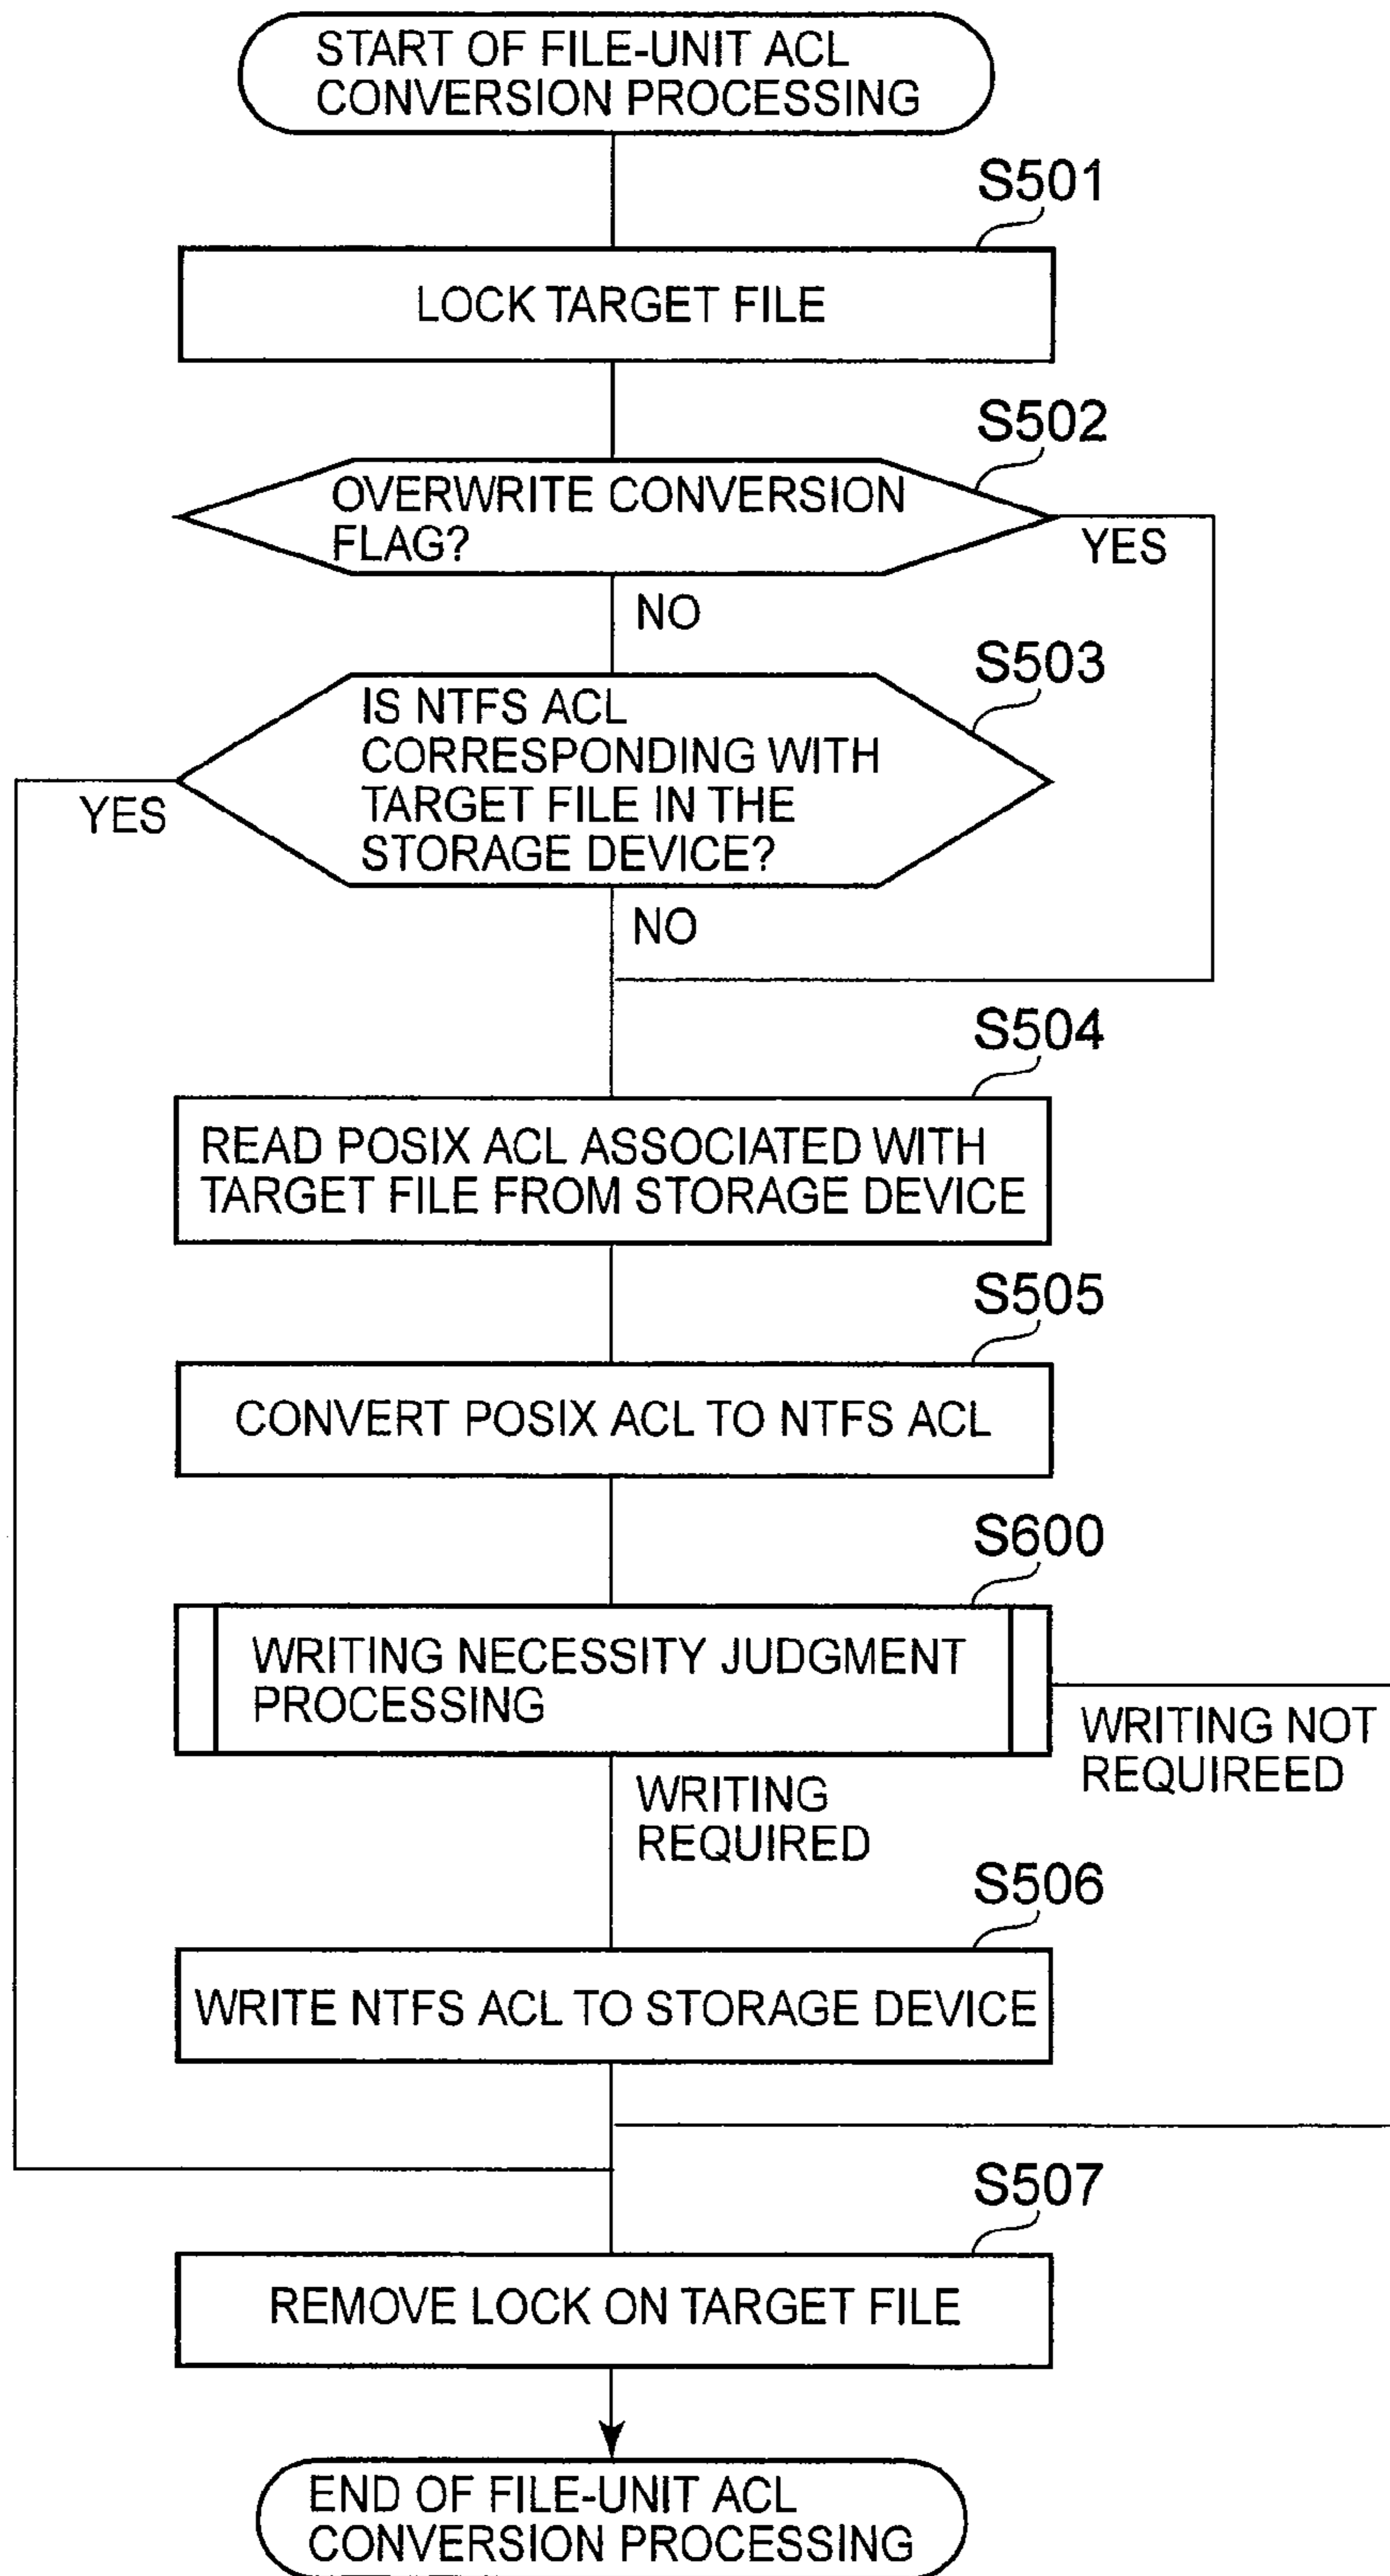 START OF FILE-UNIT ACL
CONVERSION PROCESSING
S501
LOCK TARGET FILE
S502
OVERWRITE CONVERSION
FLAG?
YES
NO
S503
IS NTFS ACL
CORRESPONDING WITH
TARGET FILE IN THE
STORAGE DEVICE?
YES
NO
S504
READ POSIX ACL ASSOCIATED WITH
TARGET FILE FROM STORAGE DEVICE
S505
CONVERT POSIX ACL TO NTFS ACL
S600
WRITING NECESSITY JUDGMENT
PROCESSING
WRITING NOT
REQUIREED
WRITING
REQUIRED
S506
WRITE NTFS ACL TO STORAGE DEVICE
S507
REMOVE LOCK ON TARGET FILE
END OF FILE-UNIT ACL
CONVERSION PROCESSING